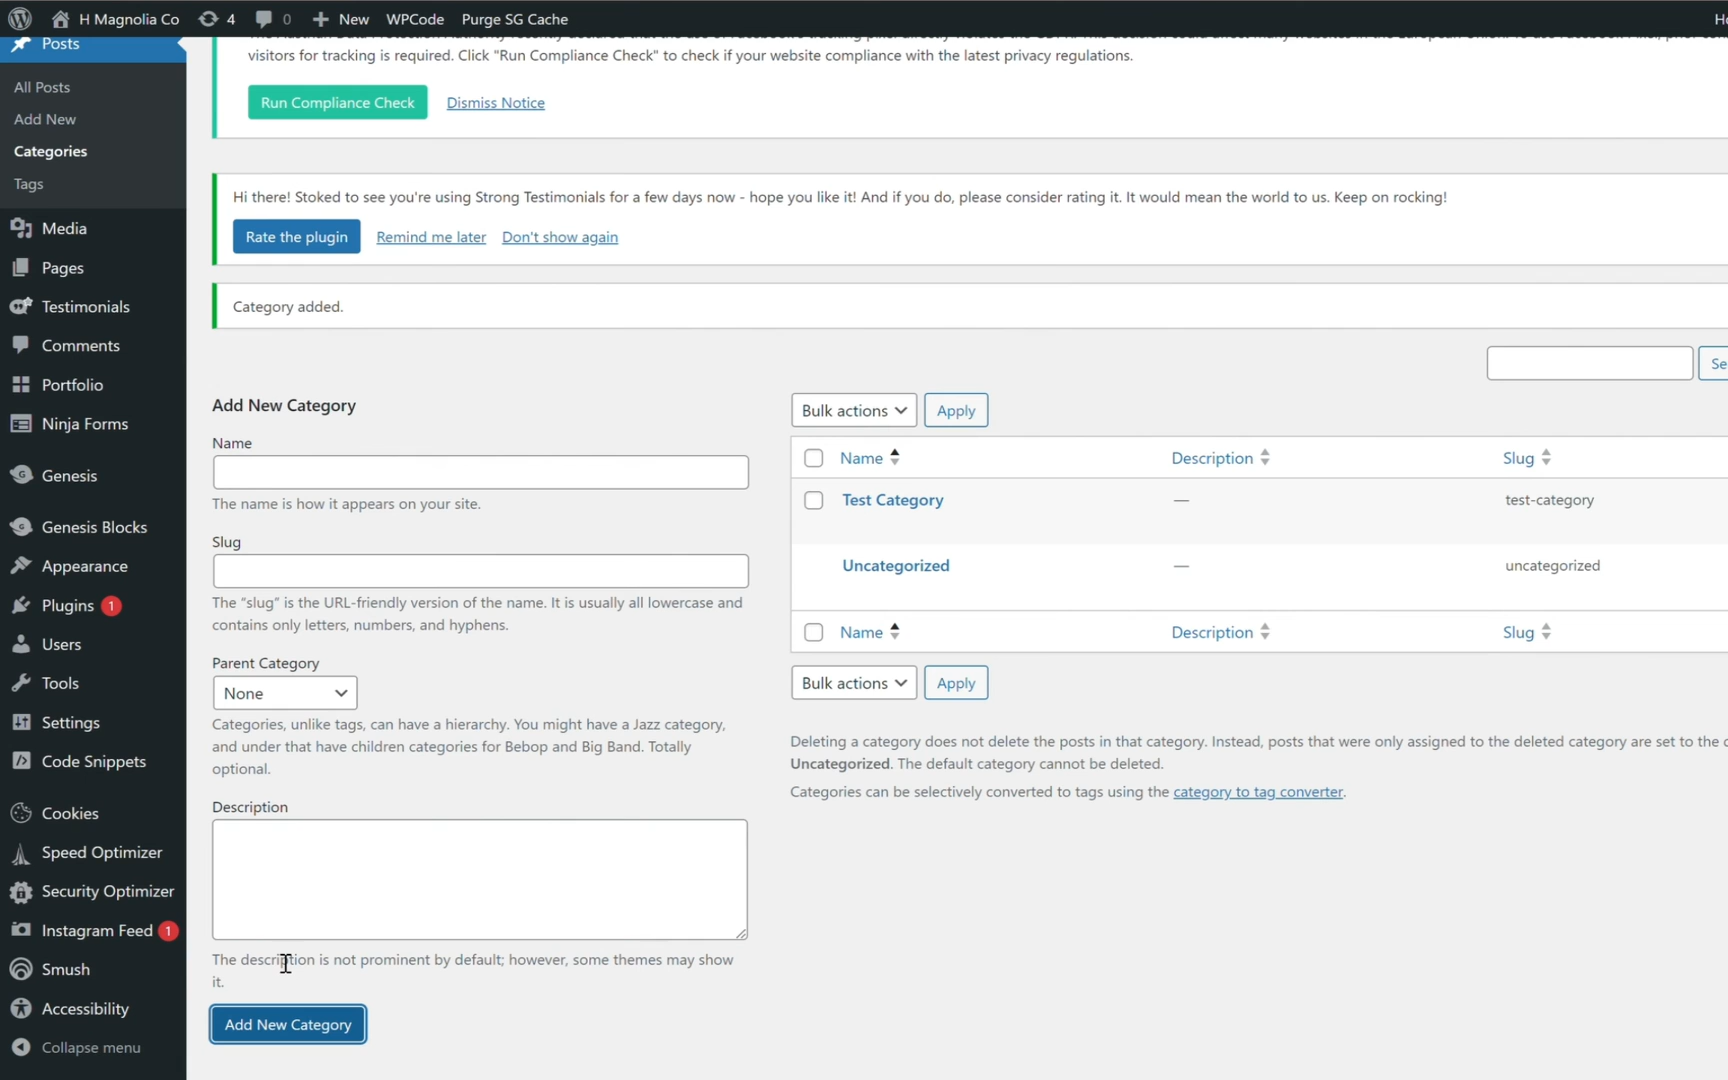 H Magnolia Co 4 0 New WPCode Purge SG Cache
Posts
All Posts
Add New
Categories
Tags
Media
Pages
Testimonials
Comments
Portfolio
Ninja Forms
Genesis
Genesis Blocks
Appearance
Plugins 1
Users
Tools
Settings
Code Snippets
Cookies
Speed Optimizer
Security Optimizer
Instagram Feed 1
Smush
Accessibility
Collapse menu
visitors for tracking is required. Click "Run Compliance Check" to check if your website compliance with the latest privacy regulations.
Run Compliance Check Dismiss Notice
Hi there! Stoked to see you're using Strong Testimonials for a few days now - hope you like it! And if you do, please consider rating it. It would mean the world to us. Keep on rocking!
Rate the plugin Remind me later Don't show again
Category added.
Add New Category
Name
The name is how it appears on your site.
Slug
The “slug” is the URL-friendly version of the name. It is usually all lowercase and
contains only letters, numbers, and hyphens.
Parent Category
None
Categories, unlike tags, can have a hierarchy. You might have a Jazz category,
and under that have children categories for Bebop and Big Band. Totally
optional.
Description
The description is not prominent by default; however, some themes may show
it.
Add New Category
Se
Bulk actions Apply
Name Description Slug
Test Category — test-category
Uncategorized — uncategorized
Name Description Slug
Bulk actions Apply
Deleting a category does not delete the posts in that category. Instead, posts that were only assigned to the deleted category are set to the
Uncategorized. The default category cannot be deleted.
Categories can be selectively converted to tags using the category to tag converter.